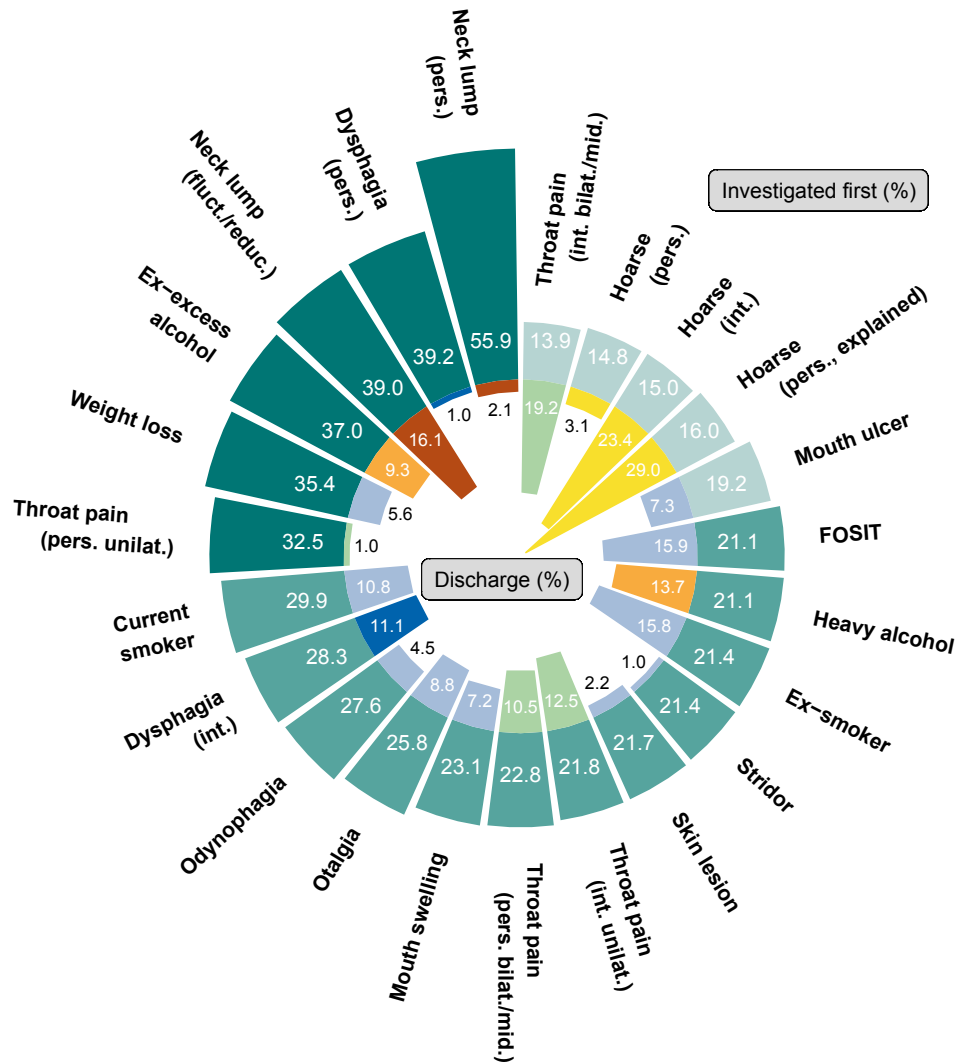 Neck lump
(pers.)
55.9
2.1
Throat pain
(int. bilat./mid.)
13.9
19.2
Hoarse
(pers.)
14.8
3.1
Hoarse
(int.)
15.0
23.4
Hoarse
(pers., explained)
16.0
29.0
Mouth ulcer
19.2
7.3
FOSIT
21.1
15.9
Heavy alcohol
21.1
13.7
Ex−smoker
21.4
15.8
Stridor
21.4
1.0
Skin lesion
21.7
2.2
Throat pain
(int. unilat.)
21.8
12.5
Throat pain
(pers. bilat./mid.)
22.8
10.5
Mouth swelling
23.1
7.2
Otalgia
25.8
8.8
Odynophagia
27.6
4.5
Dysphagia
(int.)
28.3
11.1
Current
smoker
29.9
10.8
Throat pain
(pers. unilat.)
32.5
1.0
Weight loss
35.4
5.6
Ex−excess
alcohol
37.0
9.3
Neck lump
(fluct./reduc.)
39.0
16.1
Dysphagia
(pers.)
39.2
1.0
Investigated first (%)
Discharge (%)